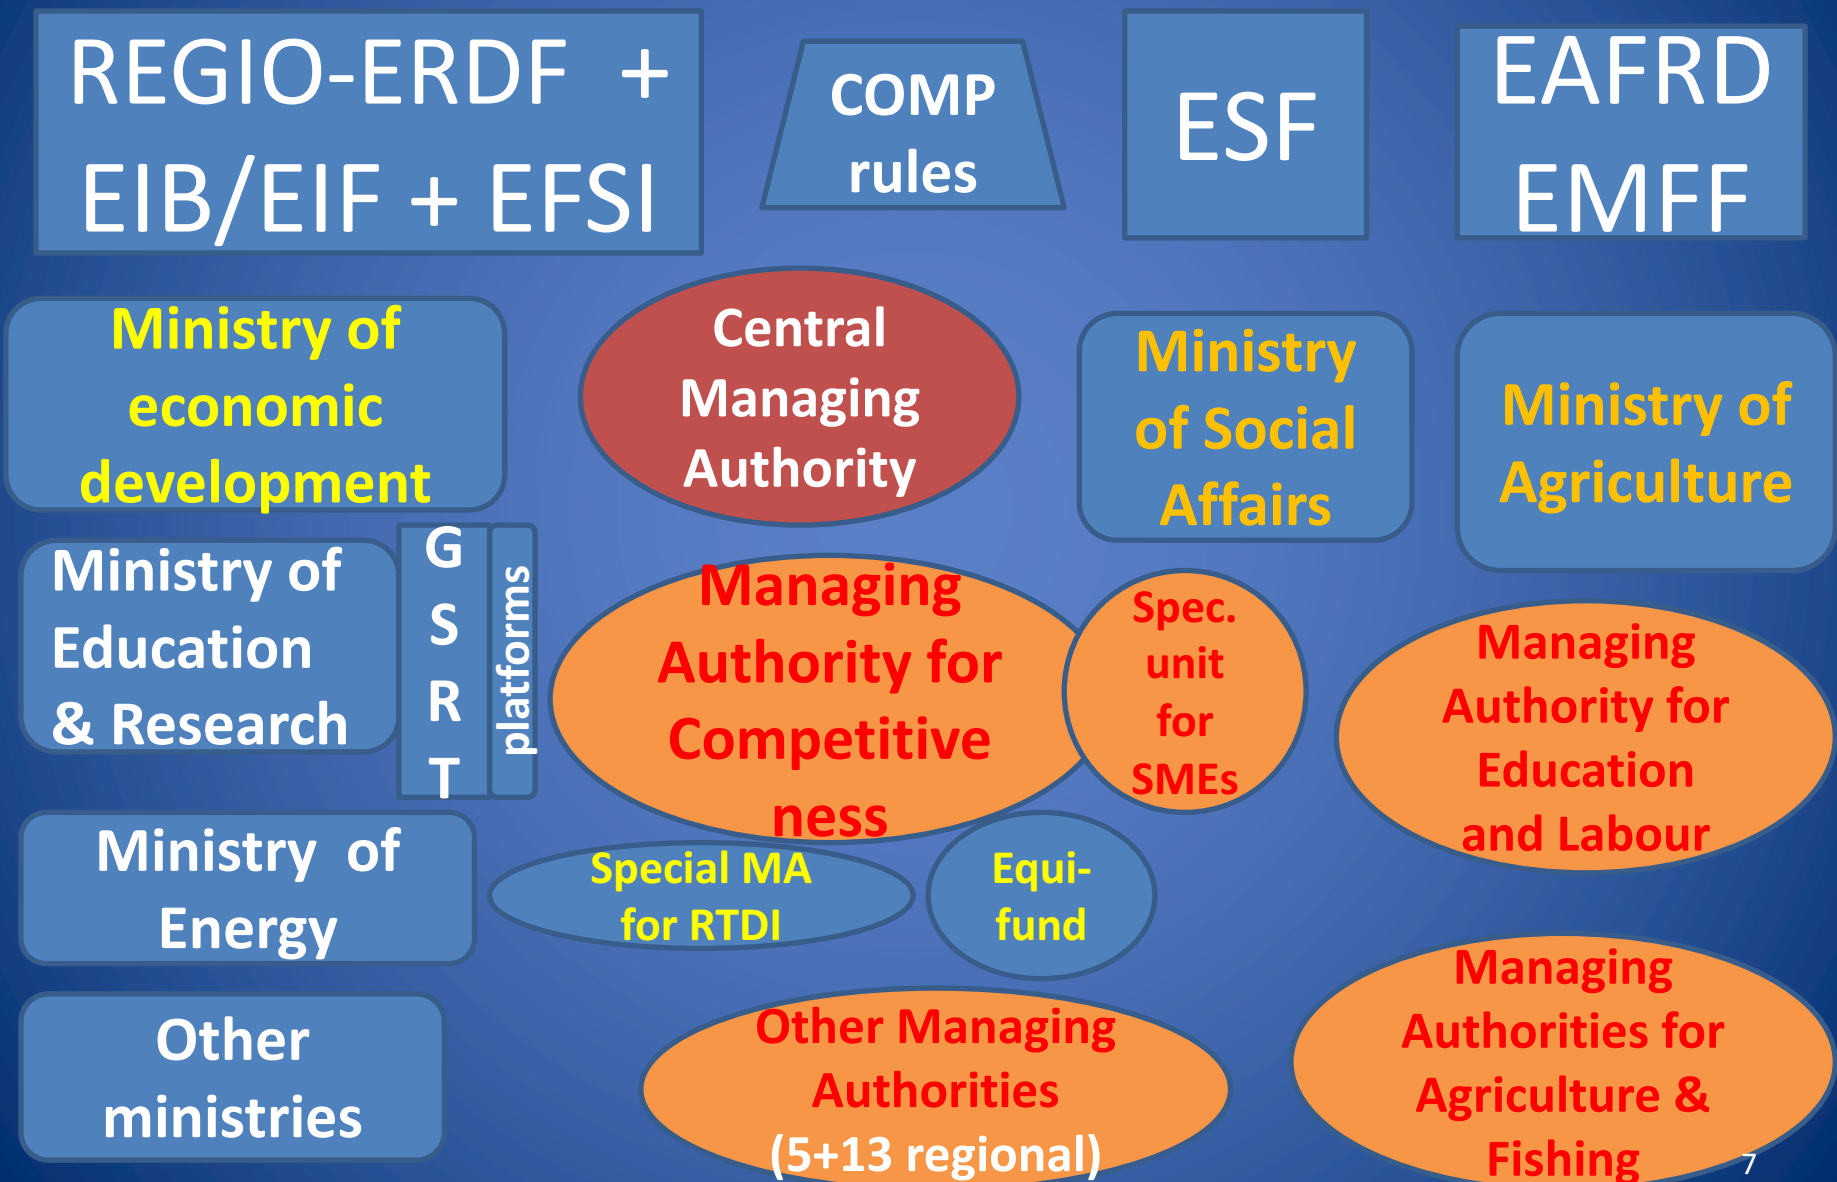 REGIO-ERDF +
EIB/EIF + EFSI
COMP
rules
ESF
EAFRD
EMFF
Ministry of
economic
development
Central
Managing
Authority
Ministry
of Social
Affairs
Ministry of
Agriculture
Ministry of
Education
& Research
G
S
R
T
platforms
Managing
Authority for
Competitive
ness
Spec.
unit
for
SMEs
Managing
Authority for
Education
and Labour
Ministry of
Energy
Special MA
for RTDI
Equi-
fund
Other
ministries
Other Managing
Authorities
(5+13 regional)
Managing
Authorities for
Agriculture &
Fishing
7